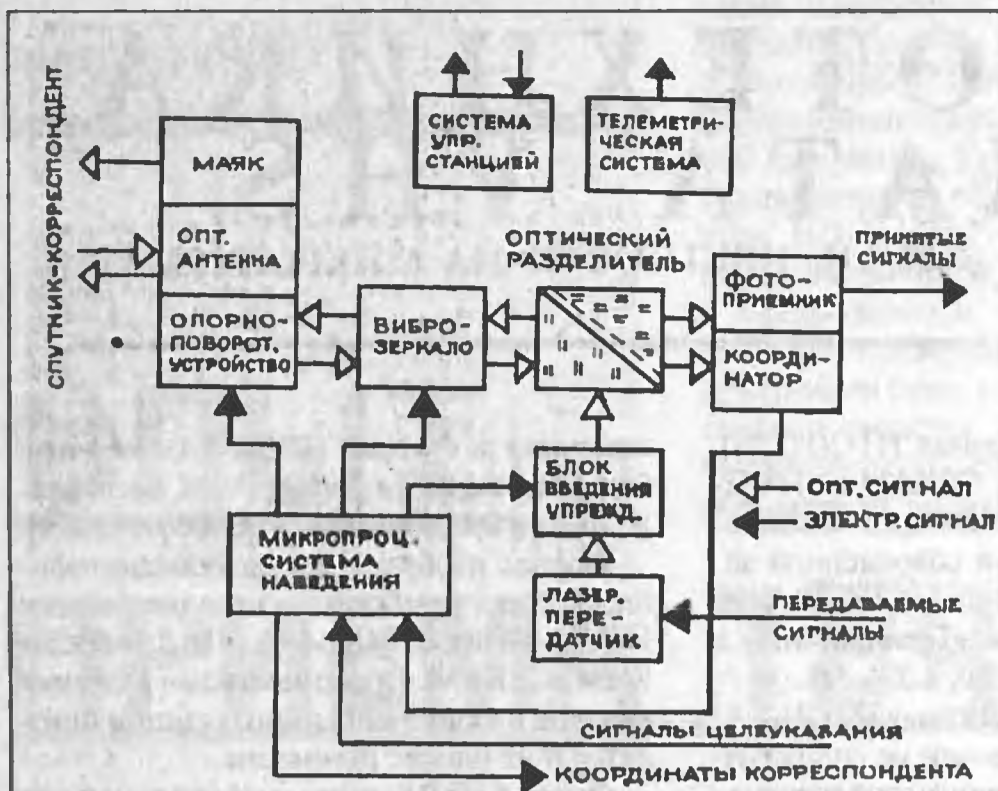 СПУТНИК-КОРРЕСПОНДЕНТ
МАЯК
ОПТ.
АНТЕННА
ОПОРНО-
ПОВОРОТ.
УСТРОЙСТВО
СИСТЕМА
УПР.
СТАНЦИЕЙ
ТЕЛЕМЕТРИ-
ЧЕСКАЯ
СИСТЕМА
ВИБРО-
ЗЕРКАЛО
ОПТИЧЕСКИЙ
РАЗДЕЛИТЕЛЬ
ПРИНЯТЫЕ
СИГНАЛЫ
ФОТО-
ПРИЕМНИК
КООРДИ-
НАТОР
БЛОК
ВВЕДЕНИЯ
УПРЕЖД.
ОПТ. СИГНАЛ
ЭЛЕКТР. СИГНАЛ
МИКРОПРОЦ.
СИСТЕМА
НАВЕДЕНИЯ
ЛАЗЕР.
ПЕРЕ-
ДАТЧИК
ПЕРЕДАВАЕМЫЕ
СИГНАЛЫ
СИГНАЛЫ ЦЕЛЕУКАЗАНИЯ
КООРДИНАТЫ КОРРЕСПОНДЕНТА